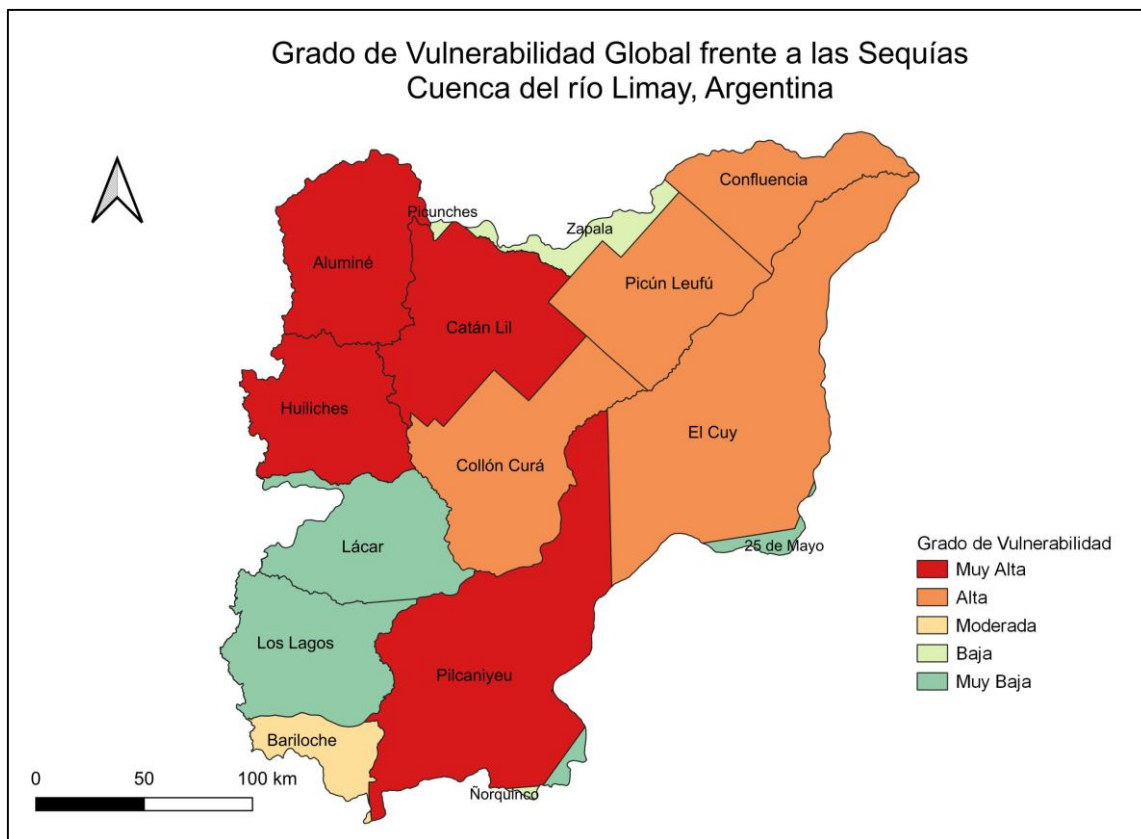 Grado de Vulnerabilidad Global frente a las Sequías
Cuenca del río Limay, Argentina
Confluencia
Picunches
Zapala
Aluminé
Picún Leufú
Catán Lil
Huiliches
El Cuy
Collón Curá
Lácar
25 de Mayo
Los Lagos
Pilcaniyeu
Bariloche
Ñorquinco
Grado de Vulnerabilidad
Muy Alta
Alta
Moderada
Baja
Muy Baja
0 50 100 km